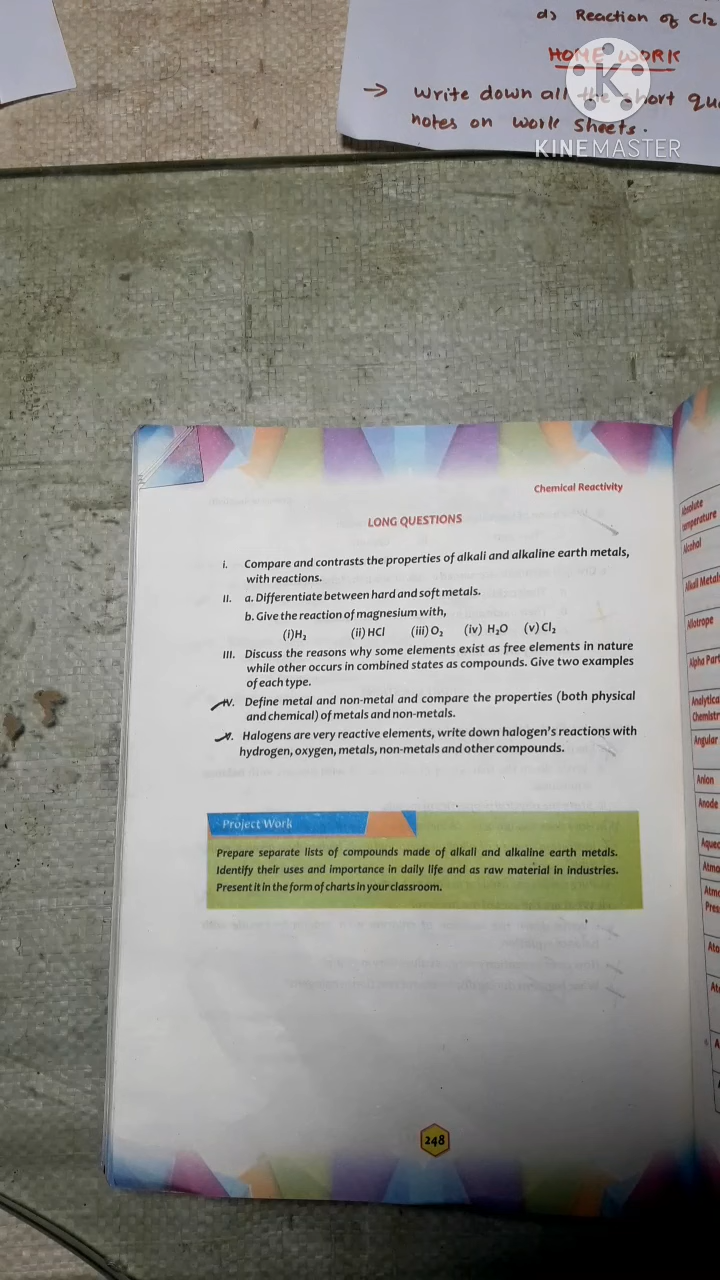 d) Reaction of Cl₂
HOME WORK
→ Write down all the short
notes on work sheets.
K
KINEMASTER
Chemical Reactivity
LONG QUESTIONS
i. Compare and contrasts the properties of alkali and alkaline earth metals,
with reactions.
II. a. Differentiate between hard and soft metals.
b. Give the reaction of magnesium with,
(i)H₂ (ii) HCl (iii) O₂ (iv) H₂O (v) Cl₂
III. Discuss the reasons why some elements exist as free elements in nature
while other occurs in combined states as compounds. Give two examples
of each type.
IV. Define metal and non-metal and compare the properties (both physical
and chemical) of metals and non-metals.
V. Halogens are very reactive elements, write down halogen's reactions with
hydrogen, oxygen, metals, non-metals and other compounds.
Project Work
Prepare separate lists of compounds made of alkali and alkaline earth metals.
Identify their uses and importance in daily life and as raw material in industries.
Present it in the form of charts in your classroom.
248
Absolute
temperature
Alcohol
Alkali Metal
Allotrope
Alpha Part
Analytica
Chemistr
Angular
Anion
Anode